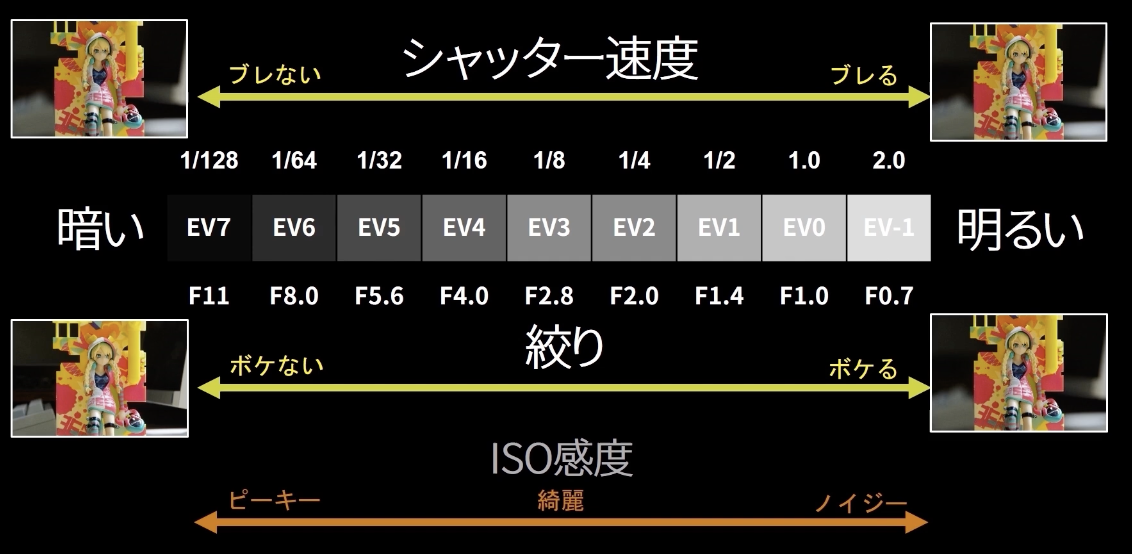 シャッター速度
ブレない ブレる
1/128 1/64 1/32 1/16 1/8 1/4 1/2 1.0 2.0
暗い EV7 EV6 EV5 EV4 EV3 EV2 EV1 EV0 EV-1 明るい
F11 F8.0 F5.6 F4.0 F2.8 F2.0 F1.4 F1.0 F0.7
絞り
ボケない ボケる
ISO感度
ピーキー 綺麗 ノイジー